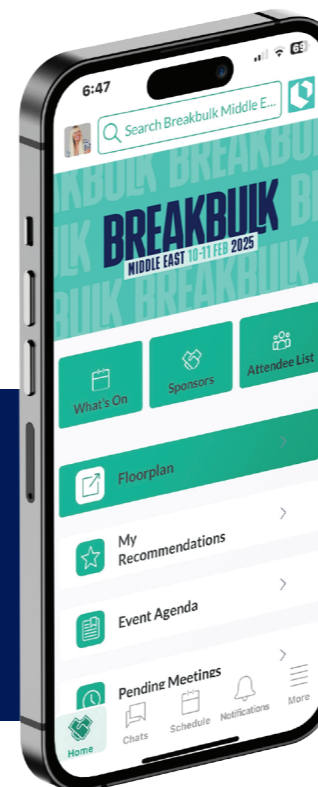 6:47
69
Search Breakbulk Middle E...
BREAKBULK
MIDDLE EAST 10-11 FEB 2025
What's On
Sponsors
Attendee List
Floorplan
My
Recommendations
Event Agenda
Pending Meetings
Home
Chats
Schedule
Notifications
More